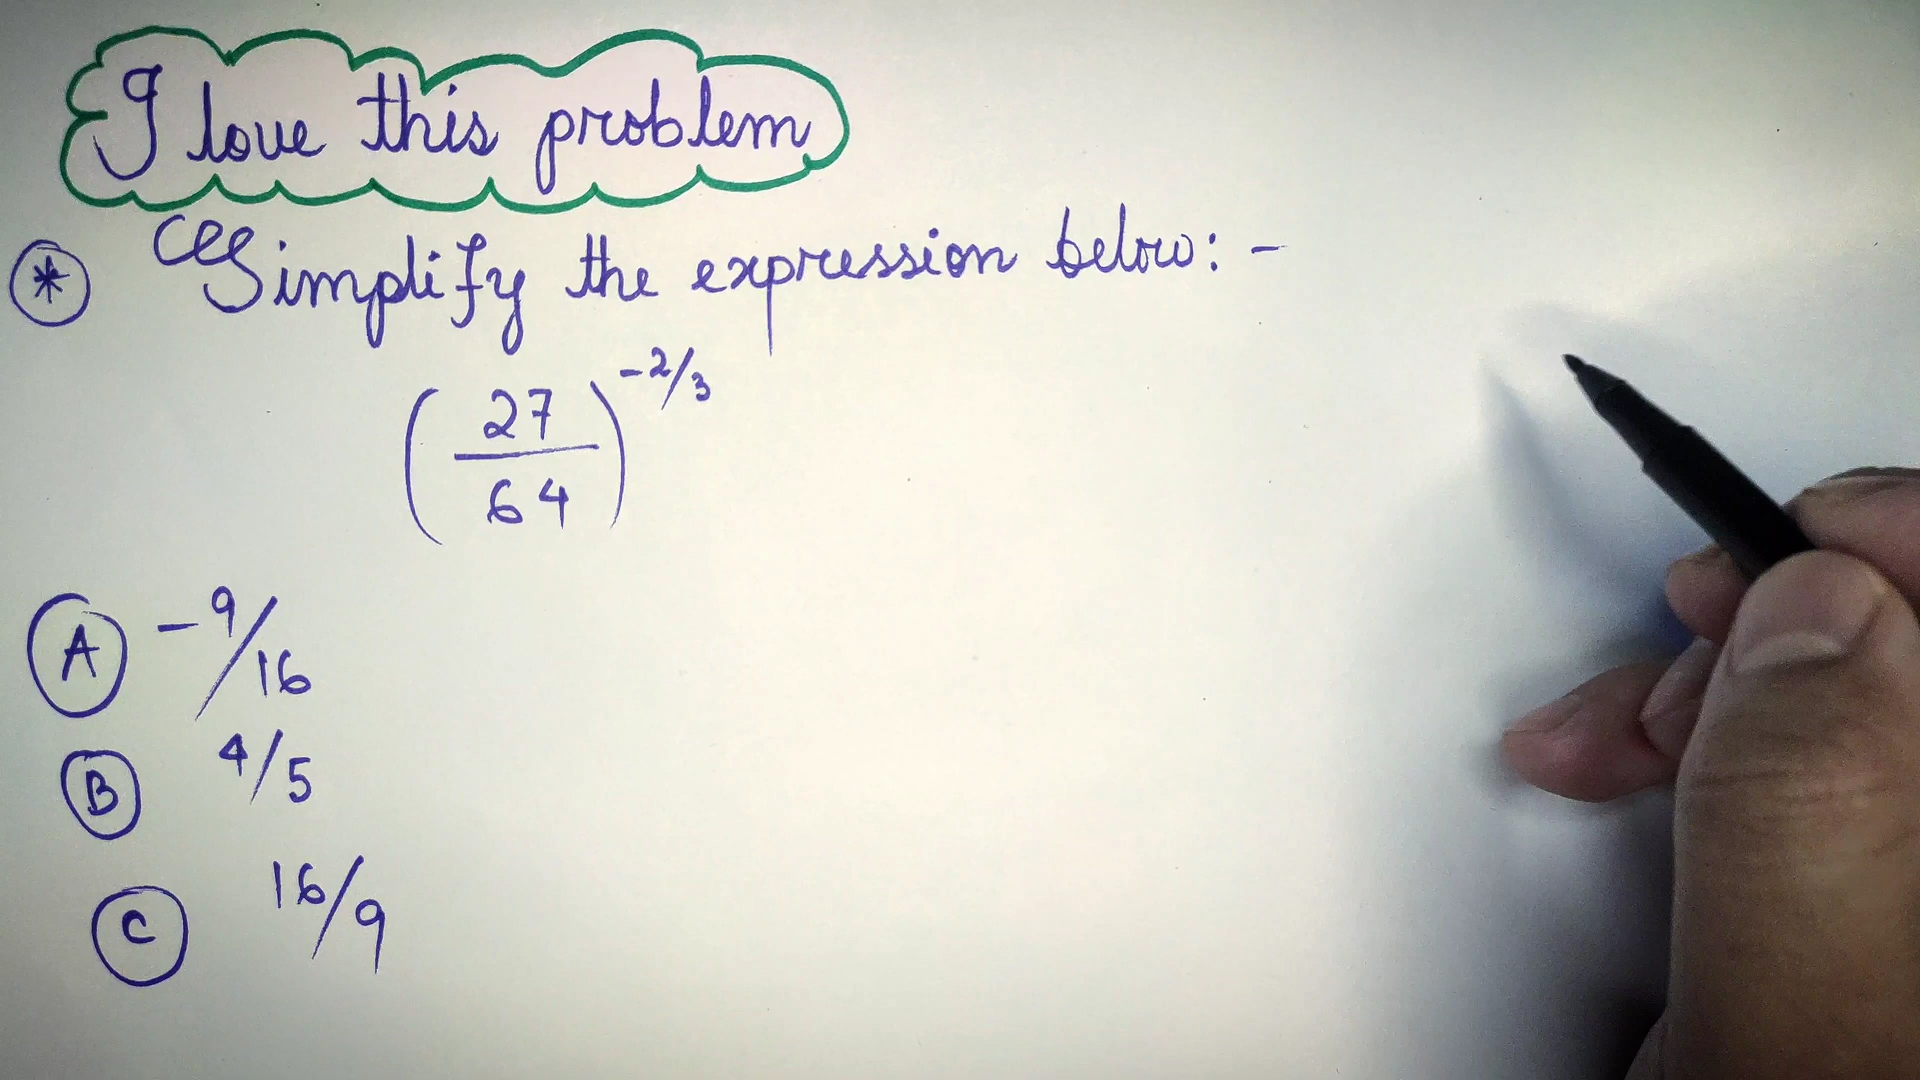 I love this problem
* Simplify the expression below: -
(27/64)^-2/3
A -9/16
B 4/5
C 16/9